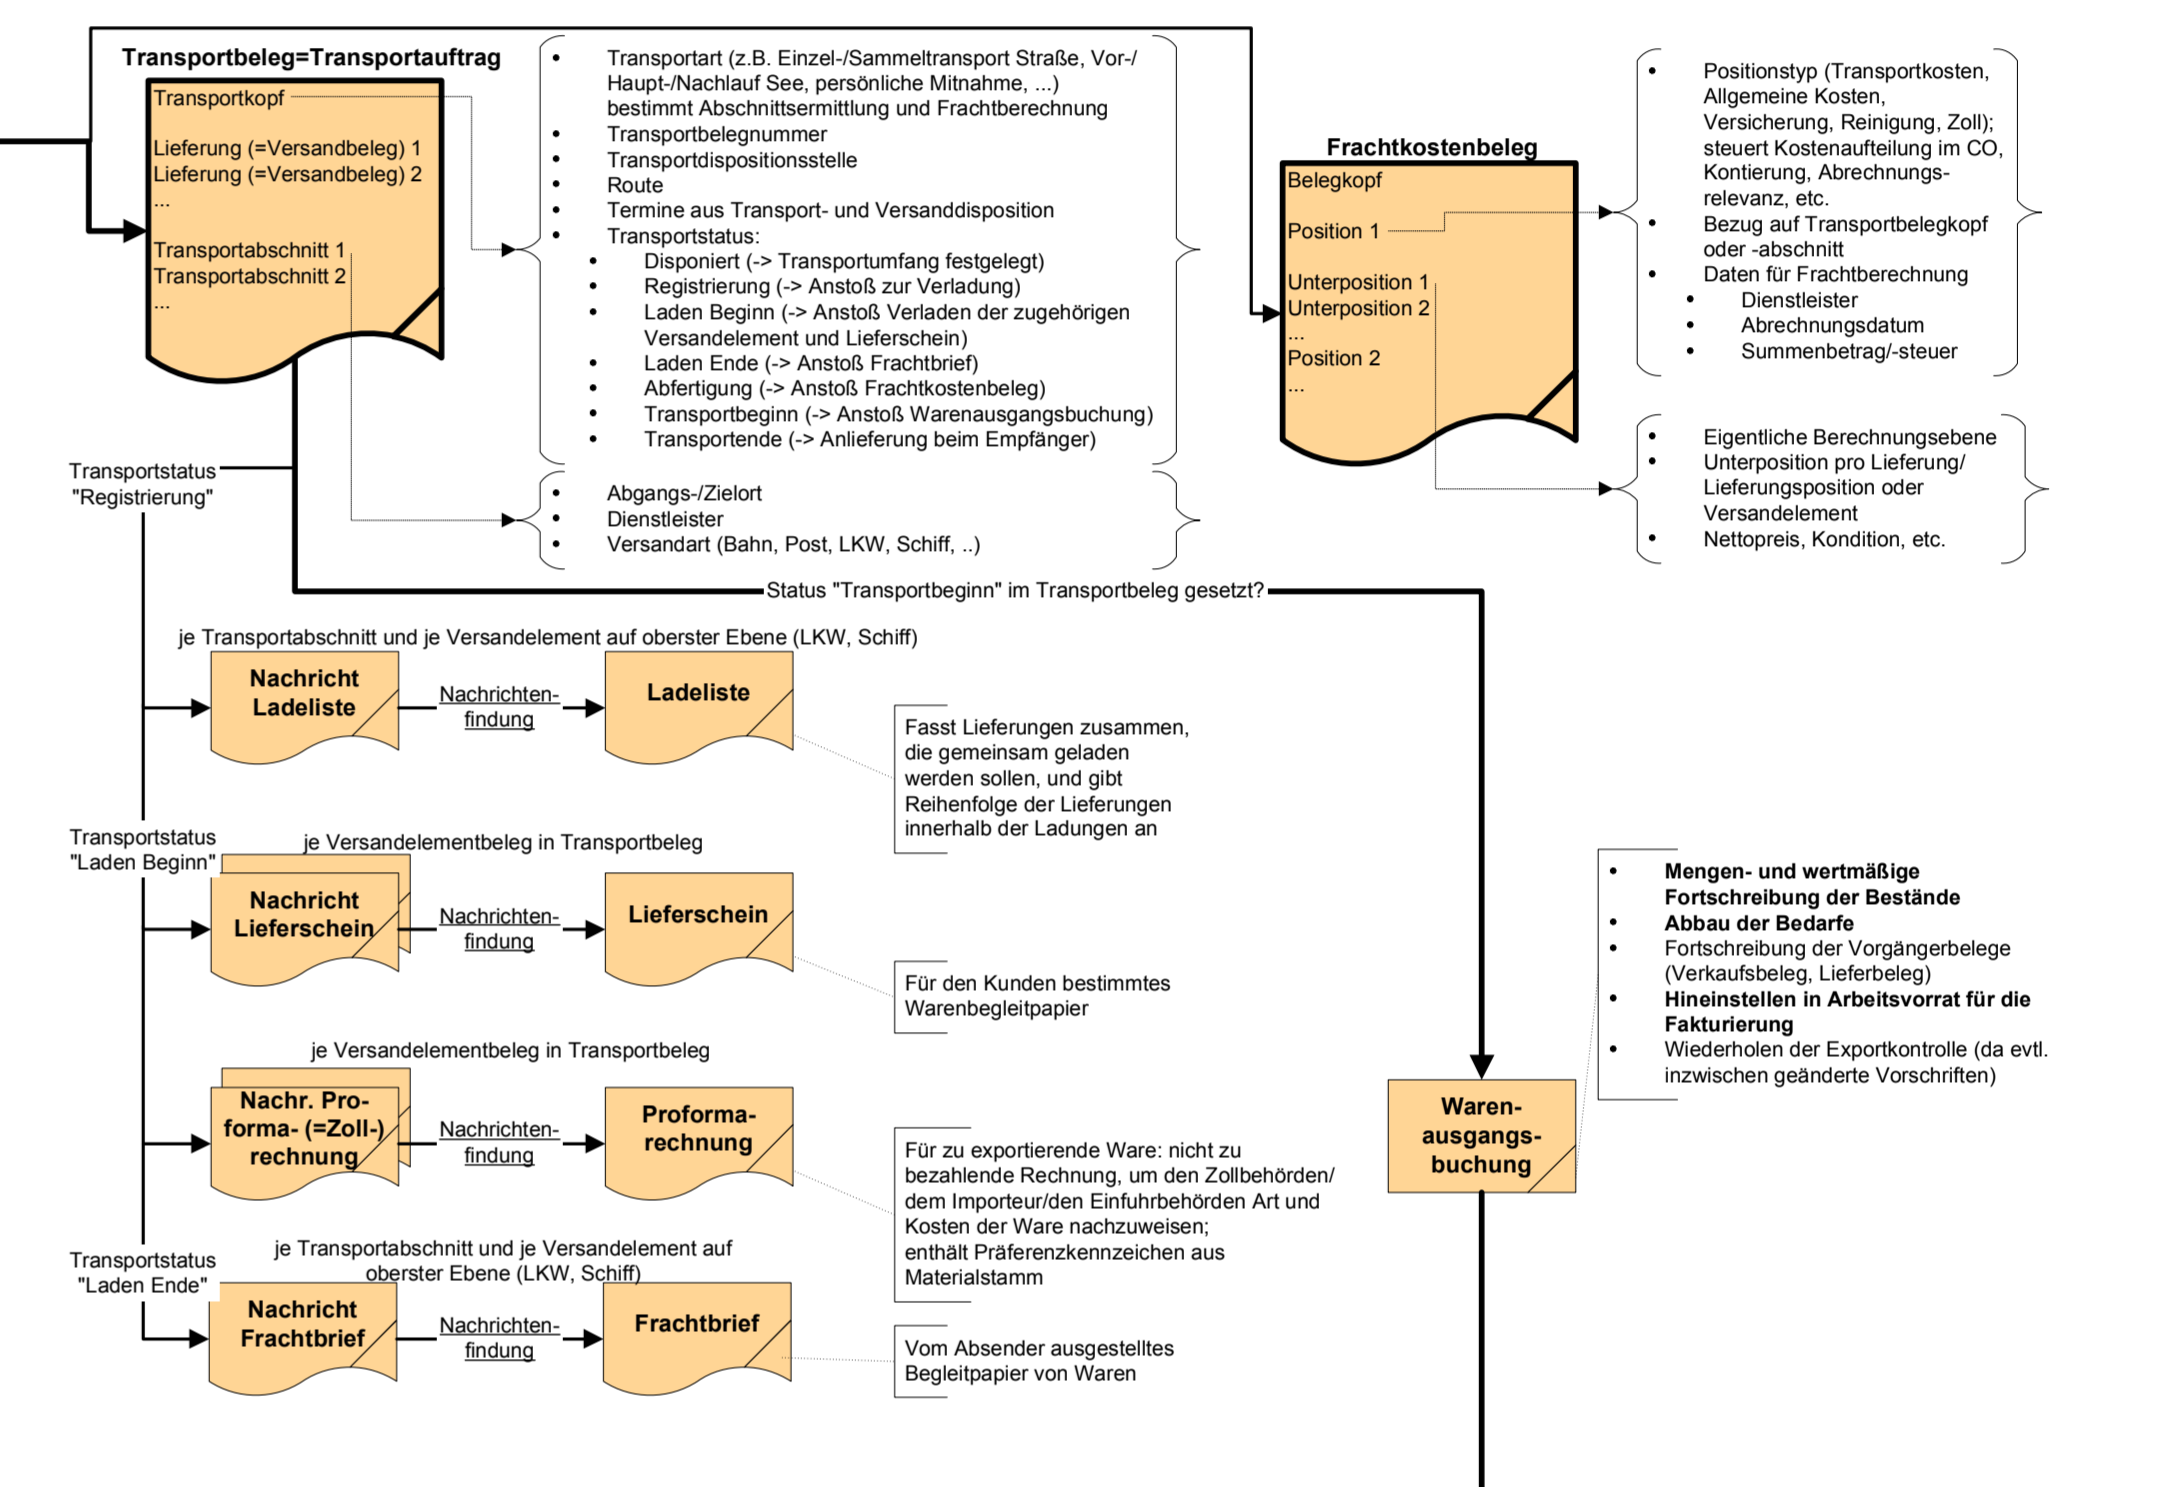 Transportbeleg=Transportauftrag
Transportkopf
Lieferung (=Versandbeleg) 1
Lieferung (=Versandbeleg) 2
...
Transportabschnitt 1
Transportabschnitt 2
...
• Transportart (z.B. Einzel-/Sammeltransport Straße, Vor-/
Haupt-/Nachlauf See, persönliche Mitnahme, ...)
bestimmt Abschnittsermittlung und Frachtberechnung
• Transportbelegnummer
• Transportdispositionsstelle
• Route
• Termine aus Transport- und Versanddisposition
• Transportstatus:
• Disponiert (-> Transportumfang festgelegt)
• Registrierung (-> Anstoß zur Verladung)
• Laden Beginn (-> Anstoß Verladen der zugehörigen
Versandelement und Lieferschein)
• Laden Ende (-> Anstoß Frachtbrief)
• Abfertigung (-> Anstoß Frachtkostenbeleg)
• Transportbeginn (-> Anstoß Warenausgangsbuchung)
• Transportende (-> Anlieferung beim Empfänger)
• Abgangs-/Zielort
• Dienstleister
• Versandart (Bahn, Post, LKW, Schiff, ..)
Frachtkostenbeleg
Belegkopf
Position 1
Unterposition 1
Unterposition 2
...
Position 2
...
• Positionstyp (Transportkosten,
Allgemeine Kosten,
Versicherung, Reinigung, Zoll);
steuert Kostenaufteilung im CO,
Kontierung, Abrechnungs-
relevanz, etc.
• Bezug auf Transportbelegkopf
oder -abschnitt
• Daten für Frachtberechnung
• Dienstleister
• Abrechnungsdatum
• Summenbetrag/-steuer
• Eigentliche Berechnungsebene
• Unterposition pro Lieferung/
Lieferungsposition oder
Versandelement
• Nettopreis, Kondition, etc.
Transportstatus
"Registrierung"
Status "Transportbeginn" im Transportbeleg gesetzt?
je Transportabschnitt und je Versandelement auf oberster Ebene (LKW, Schiff)
Nachricht
Ladeliste
Nachrichten-
findung
Ladeliste
Fasst Lieferungen zusammen,
die gemeinsam geladen
werden sollen, und gibt
Reihenfolge der Lieferungen
innerhalb der Ladungen an
Transportstatus
"Laden Beginn"
je Versandelementbeleg in Transportbeleg
Nachricht
Lieferschein
Nachrichten-
findung
Lieferschein
Für den Kunden bestimmtes
Warenbegleitpapier
je Versandelementbeleg in Transportbeleg
Nachr. Pro-
forma- (=Zoll-)
rechnung
Nachrichten-
findung
Proforma-
rechnung
Für zu exportierende Ware: nicht zu
bezahlende Rechnung, um den Zollbehörden/
dem Importeur/den Einfuhrbehörden Art und
Kosten der Ware nachzuweisen;
enthält Präferenzkennzeichen aus
Materialstamm
Transportstatus
"Laden Ende"
je Transportabschnitt und je Versandelement auf
oberster Ebene (LKW, Schiff)
Nachricht
Frachtbrief
Nachrichten-
findung
Frachtbrief
Vom Absender ausgestelltes
Begleitpapier von Waren
Waren-
ausgangs-
buchung
• Mengen- und wertmäßige
Fortschreibung der Bestände
• Abbau der Bedarfe
• Fortschreibung der Vorgängerbelege
(Verkaufsbeleg, Lieferbeleg)
• Hineinstellen in Arbeitsvorrat für die
Fakturierung
• Wiederholen der Exportkontrolle (da evtl.
inzwischen geänderte Vorschriften)